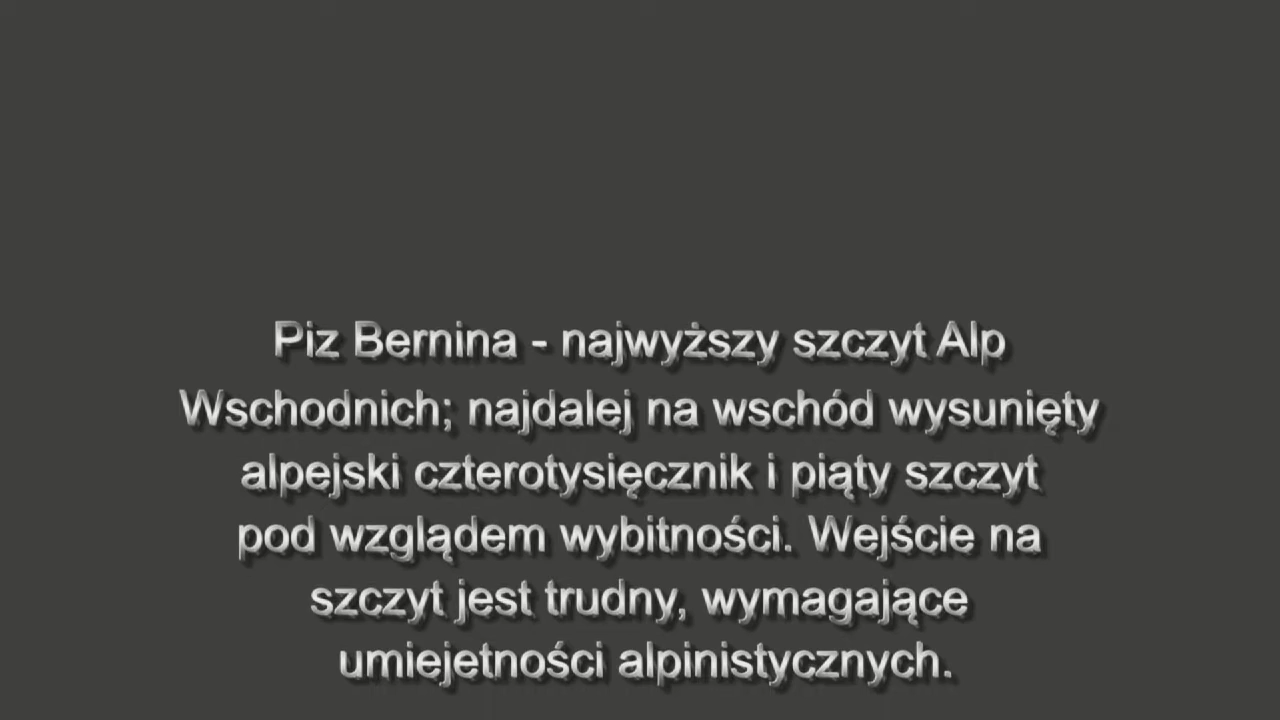 Piz Bernina - najwyższy szczyt Alp
Wschodnich; najdalej na wschód wysunięty
alpejski czterotysięcznik i piąty szczyt
pod wzglądem wybitności. Wejście na
szczyt jest trudny, wymagające
umiejetności alpinistycznych.